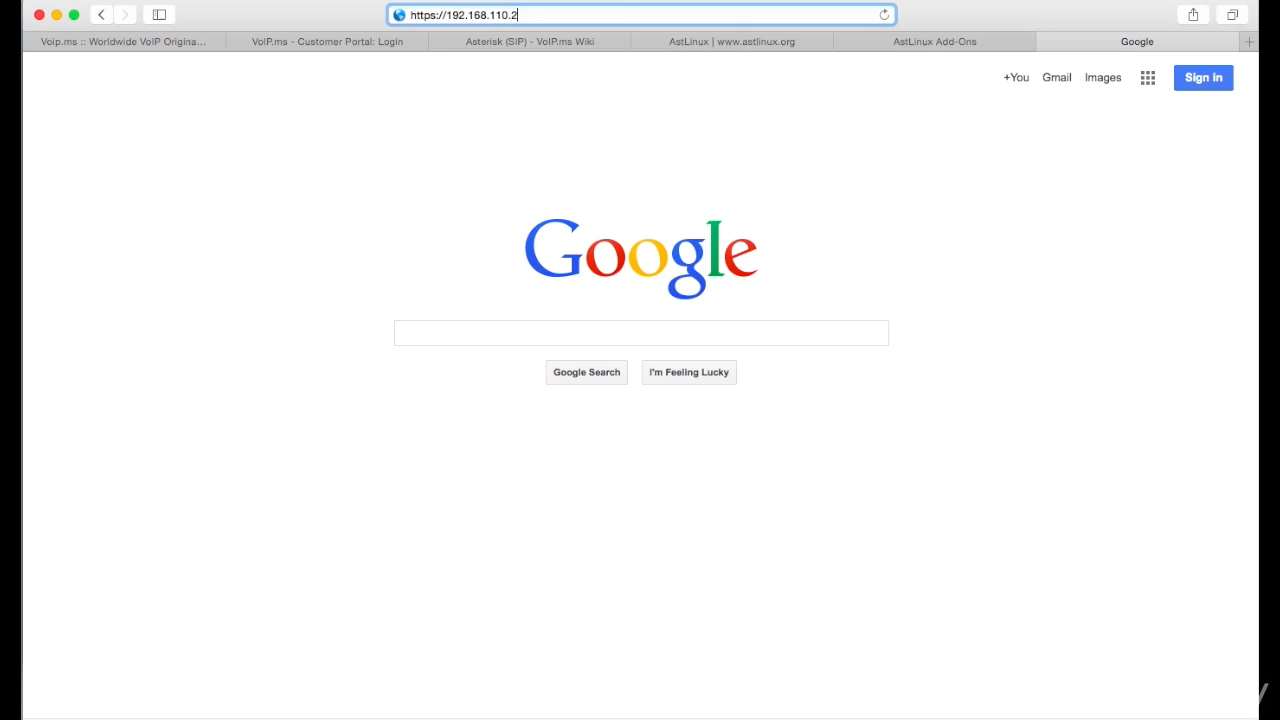 https://192.168.110.2
Voip.ms :: Worldwide VoIP Origina...
VoIP.ms - Customer Portal: Login
Asterisk (SIP) - VoIP.ms Wiki
AstLinux | www.astlinux.org
AstLinux Add-Ons
Google
+You Gmail Images Sign in
Google
Google Search I'm Feeling Lucky